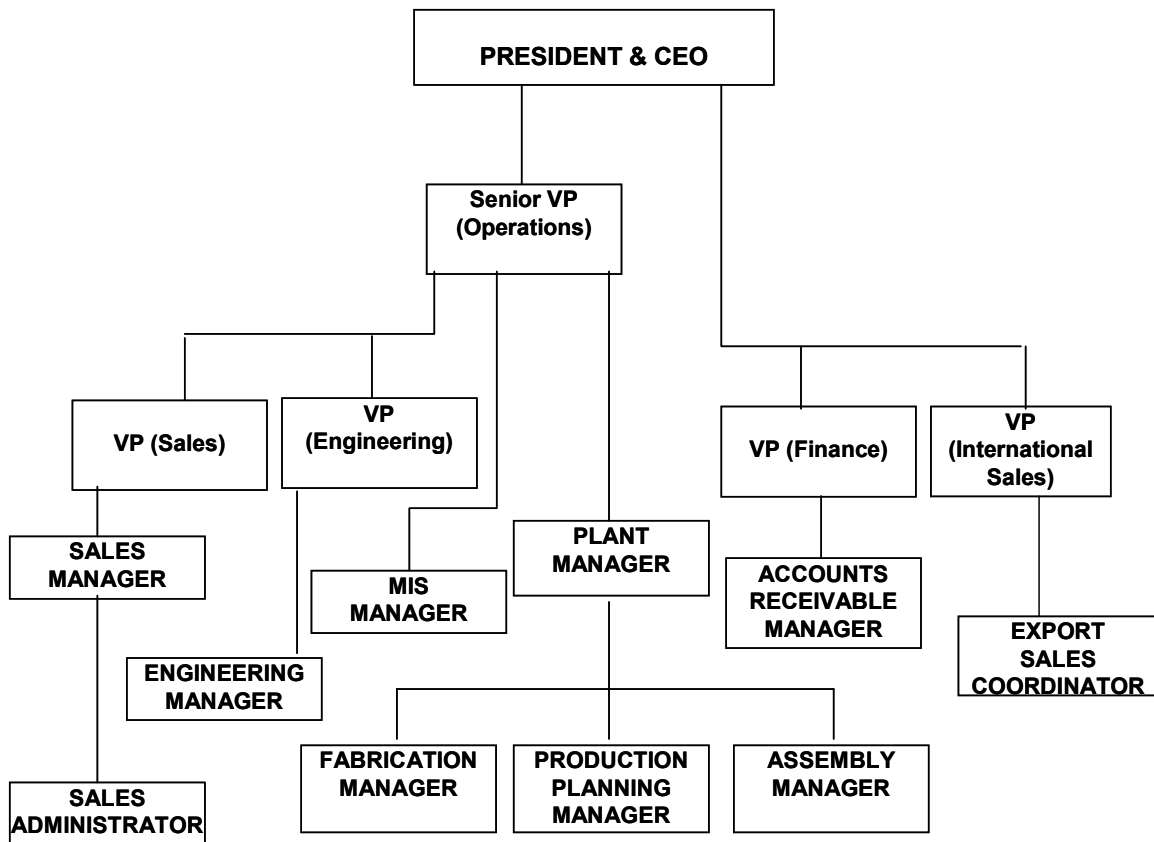 PRESIDENT & CEO
Senior VP
(Operations)
VP (Sales)
VP
(Engineering)
VP (Finance)
VP
(International
Sales)
SALES
MANAGER
MIS
MANAGER
PLANT
MANAGER
ACCOUNTS
RECEIVABLE
MANAGER
EXPORT
SALES
COORDINATOR
ENGINEERING
MANAGER
FABRICATION
MANAGER
PRODUCTION
PLANNING
MANAGER
ASSEMBLY
MANAGER
SALES
ADMINISTRATOR